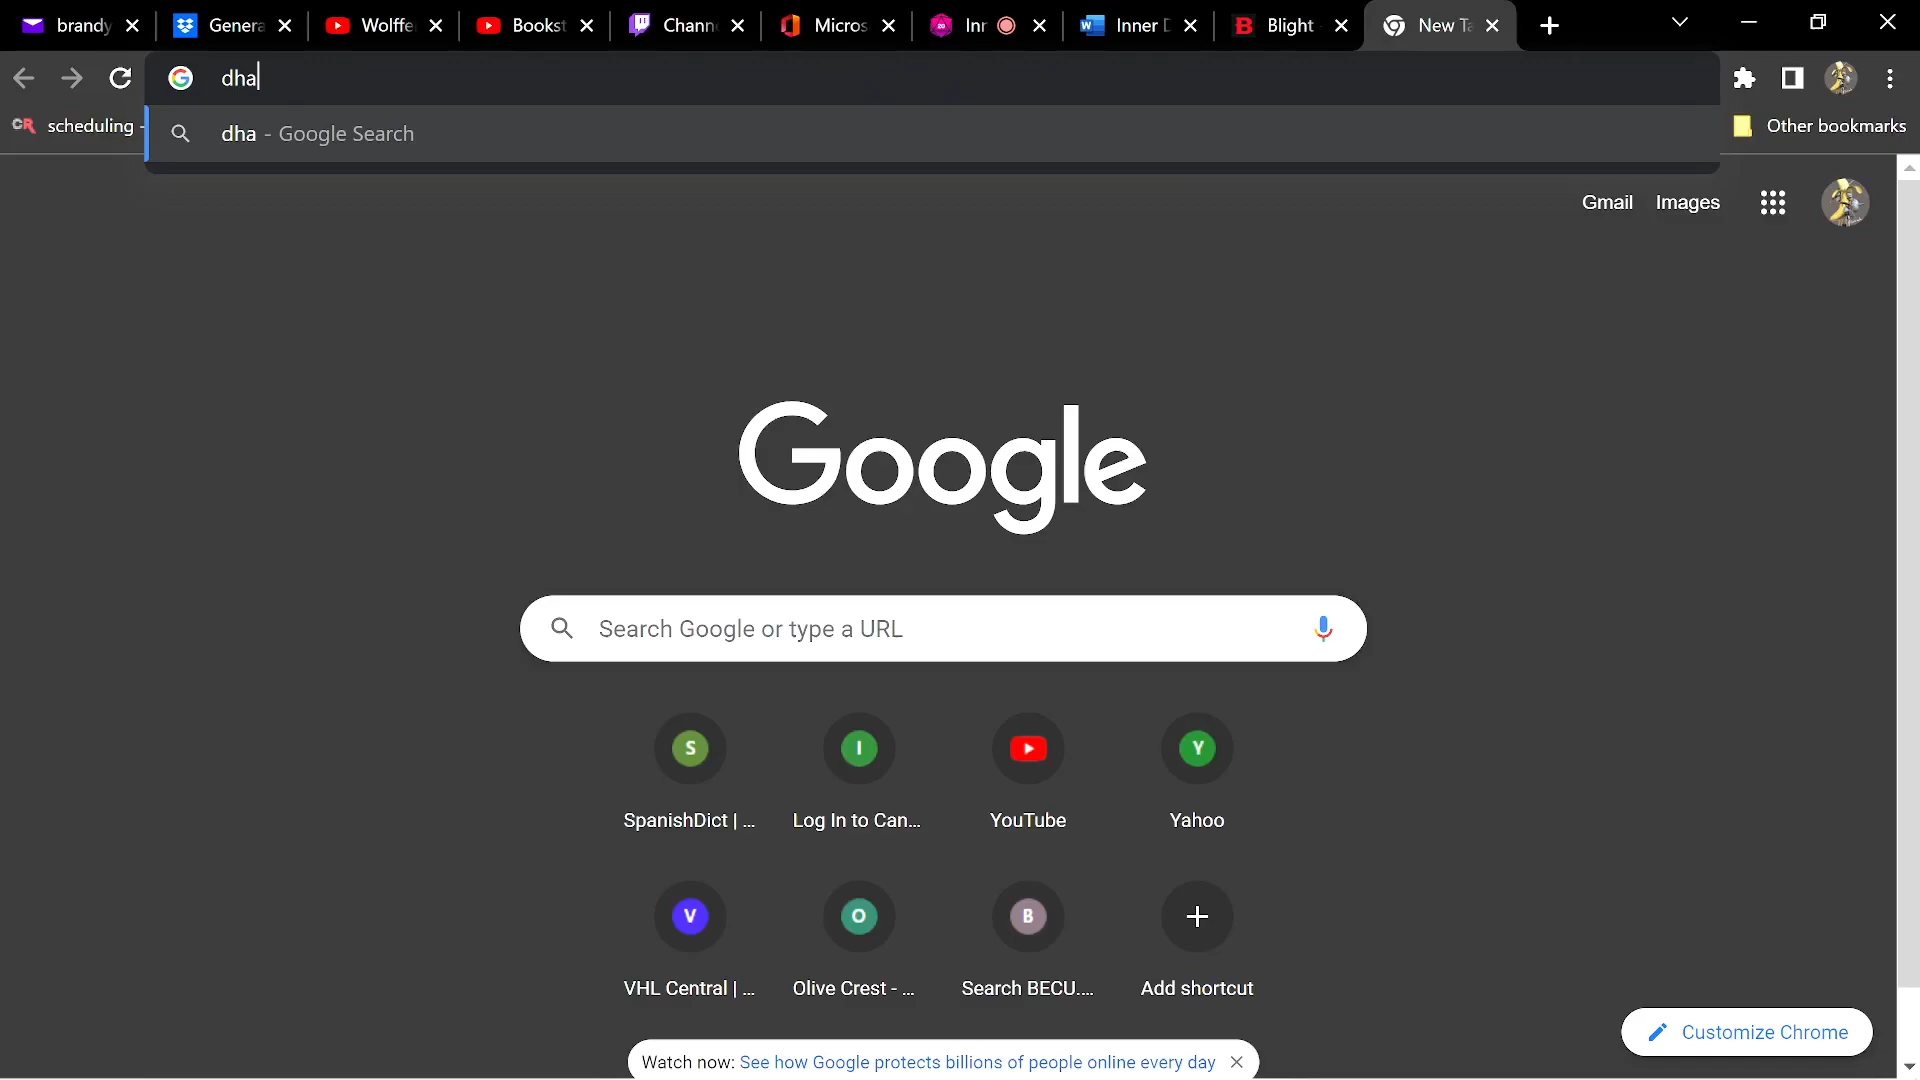 brandy
Genera
Wolffe
Bookst
Chann
Micros
Inr
Inner D
Blight
New Ta
dha
scheduling -
dha - Google Search
Other bookmarks
Gmail
Images
Google
Search Google or type a URL
S
I
Y
SpanishDict | ...
Log In to Can...
YouTube
Yahoo
V
O
B
VHL Central | ...
Olive Crest - ...
Search BECU....
Add shortcut
Customize Chrome
Watch now: See how Google protects billions of people online every day